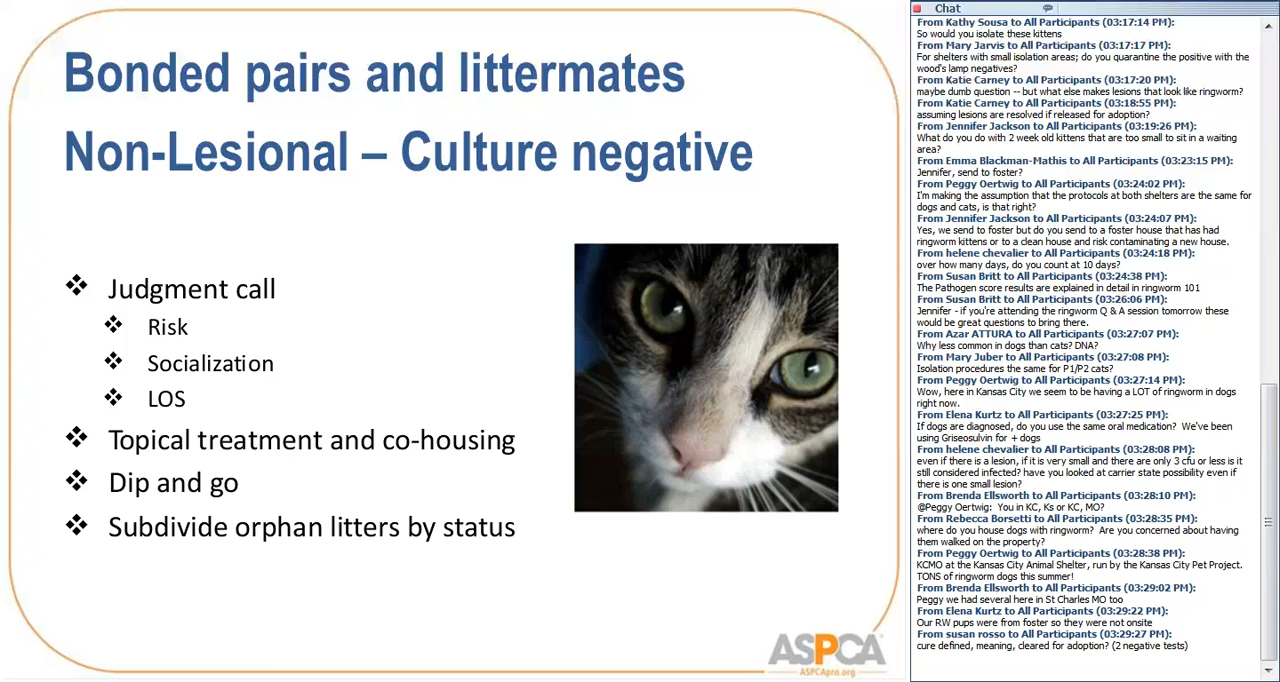 Bonded pairs and littermates
Non-Lesional – Culture negative
Judgment call
Risk
Socialization
LOS
Topical treatment and co-housing
Dip and go
Subdivide orphan litters by status
ASPCA
ASPCApro.org
Chat
From Kathy Sousa to All Participants (03:17:14 PM):
So would you isolate these kittens
From Mary Jarvis to All Participants (03:17:17 PM):
For shelters with small isolation areas; do you quarantine the positive with the
wood's lamp negatives?
From Katie Carney to All Participants (03:17:20 PM):
maybe dumb question -- but what else makes lesions that look like ringworm?
From Katie Carney to All Participants (03:18:55 PM):
assuming lesions are resolved if released for adoption?
From Jennifer Jackson to All Participants (03:19:26 PM):
What do you do with 2 week old kittens that are too small to sit in a waiting
area?
From Emma Blackman-Mathis to All Participants (03:23:15 PM):
Jennifer, send to foster?
From Peggy Oertwig to All Participants (03:24:02 PM):
I'm making the assumption that the protocols at both shelters are the same for
dogs and cats, is that right?
From Jennifer Jackson to All Participants (03:24:07 PM):
Yes, we send to foster but do you send to a foster house that has had
ringworm kittens or to a clean house and risk contaminating a new house.
From helene chevalier to All Participants (03:24:18 PM):
over how many days, do you count at 10 days?
From Susan Britt to All Participants (03:24:38 PM):
The Pathogen score results are explained in detail in ringworm 101
From Susan Britt to All Participants (03:26:06 PM):
Jennifer - if you're attending the ringworm Q & A session tomorrow these
would be great questions to bring there.
From Azar ATTURA to All Participants (03:27:07 PM):
Why less common in dogs than cats? DNA?
From Mary Juber to All Participants (03:27:08 PM):
Isolation procedures the same for P1/P2 cats?
From Peggy Oertwig to All Participants (03:27:14 PM):
Wow, here in Kansas City we seem to be having a LOT of ringworm in dogs
right now.
From Elena Kurtz to All Participants (03:27:25 PM):
If dogs are diagnosed, do you use the same oral medication? We've been
using Griseosulvin for + dogs
From helene chevalier to All Participants (03:28:08 PM):
even if there is a lesion, if it is very small and there are only 3 cfu or less is it
still considered infected? have you looked at carrier state possibility even if
there is one small lesion?
From Brenda Ellsworth to All Participants (03:28:10 PM):
@Peggy Oertwig: You in KC, Ks or KC, MO?
From Rebecca Borsetti to All Participants (03:28:35 PM):
where do you house dogs with ringworm? Are you concerned about having
them walked on the property?
From Peggy Oertwig to All Participants (03:28:38 PM):
KCMO at the Kansas City Animal Shelter, run by the Kansas City Pet Project.
TONS of ringworm dogs this summer!
From Brenda Ellsworth to All Participants (03:29:02 PM):
Peggy we had several here in St Charles MO too
From Elena Kurtz to All Participants (03:29:22 PM):
Our RW pups were from foster so they were not onsite
From susan rosso to All Participants (03:29:27 PM):
cure defined, meaning, cleared for adoption? (2 negative tests)